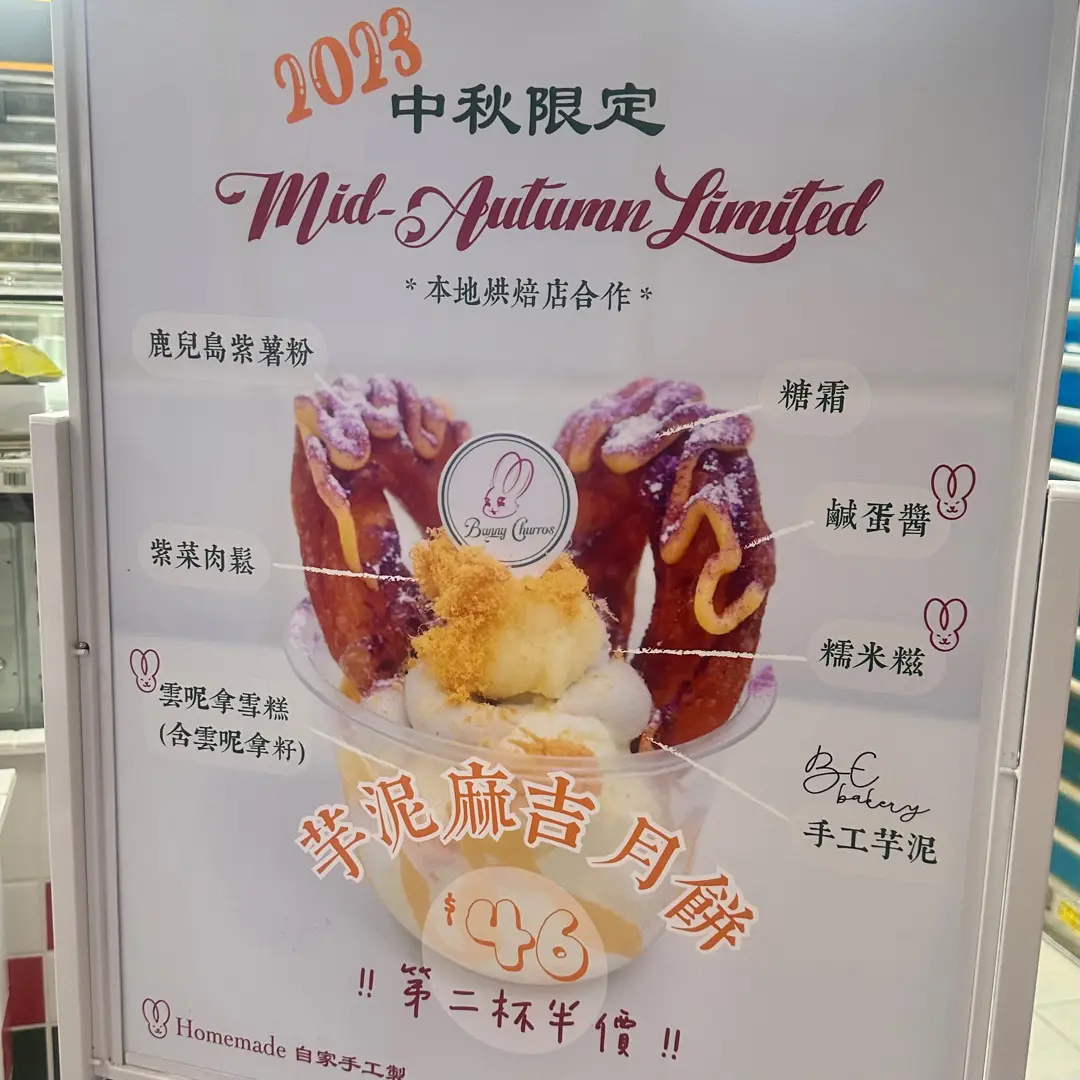 2023
中秋限定
Mid-Autumn Limited
*本地烘焙店合作*
鹿兒島紫薯粉
糖霜
Bunny Churros
鹹蛋醬
紫菜肉鬆
糯米糍
雲呢拿雪糕
(含雲呢拿籽)
BE
bakery
手工芋泥
芋泥麻吉月餅
$46
!! 第二杯半價 !!
Homemade 自家手工製